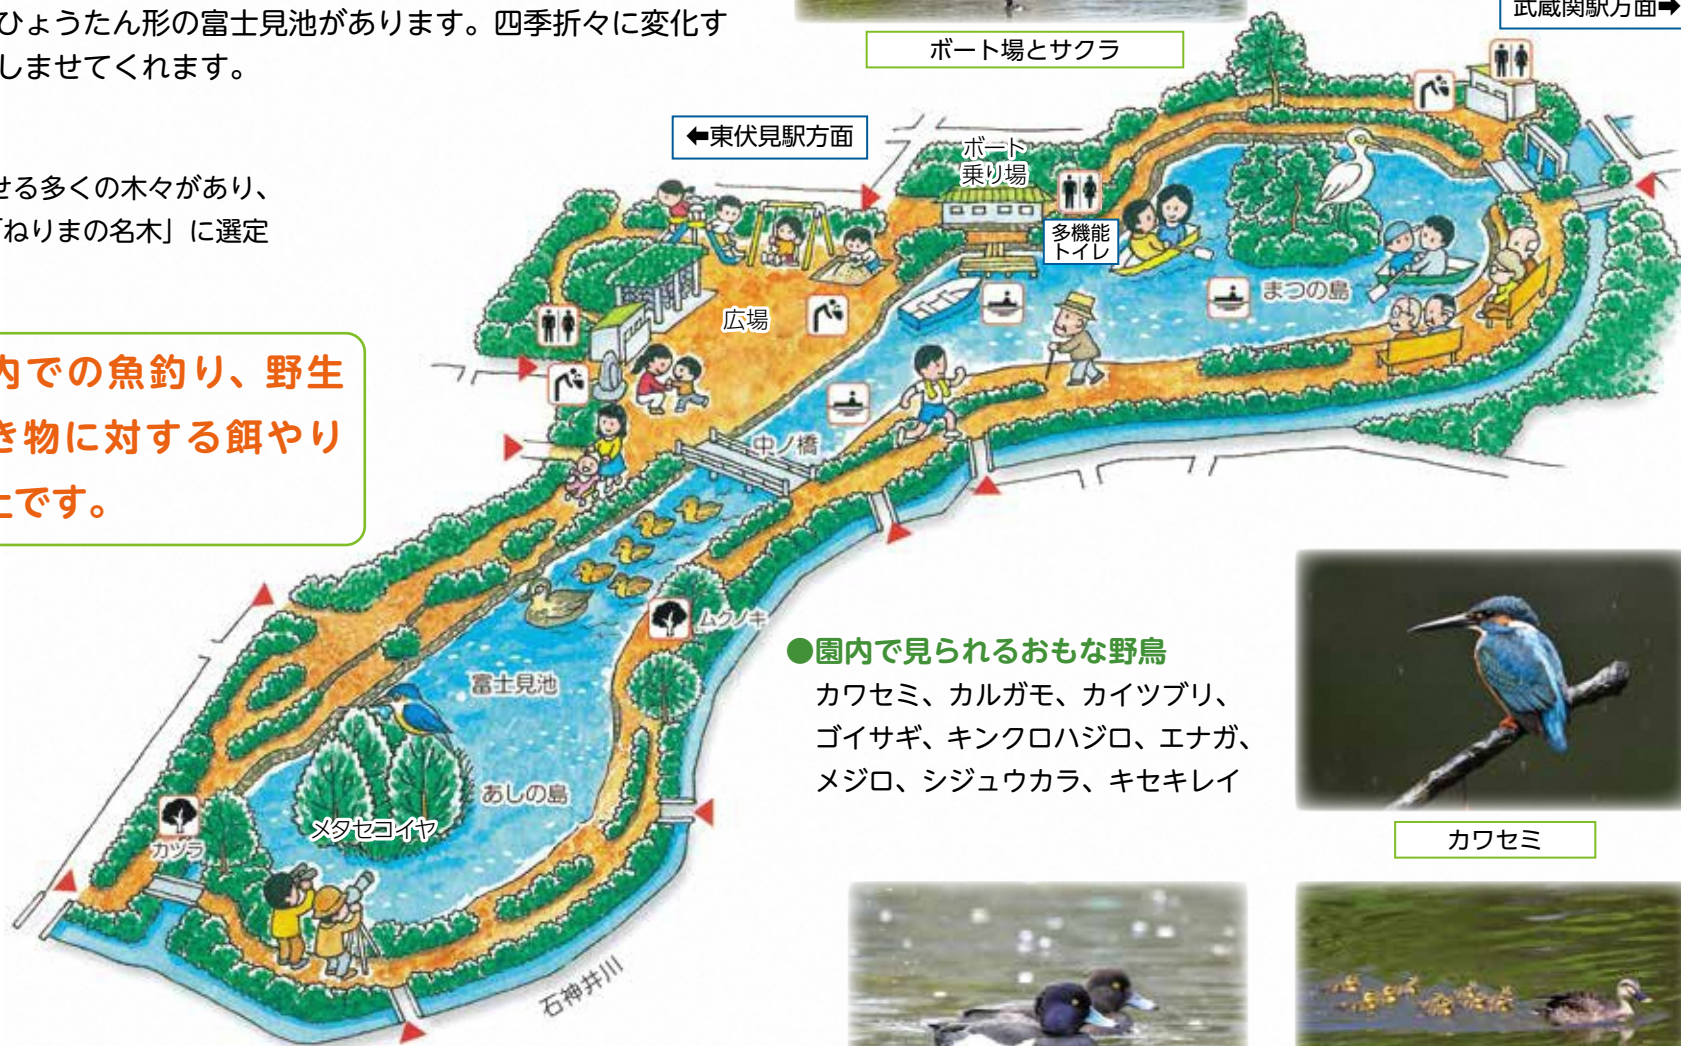 ひょうたん形の富士見池があります。四季折々に変化す
しませてくれます。
せる多くの木々があり、
「ねりまの名木」に選定
内での魚釣り、野生
き物に対する餌やり
です。
ボート場とサクラ
武蔵関駅方面➡
⬅東伏見駅方面
ボート
乗り場
多機能
トイレ
まつの島
広場
中ノ橋
ムクノキ
富士見池
あしの島
メタセコイヤ
カツラ
石神井川
●園内で見られるおもな野鳥
カワセミ、カルガモ、カイツブリ、
ゴイサギ、キンクロハジロ、エナガ、
メジロ、シジュウカラ、キセキレイ
カワセミ